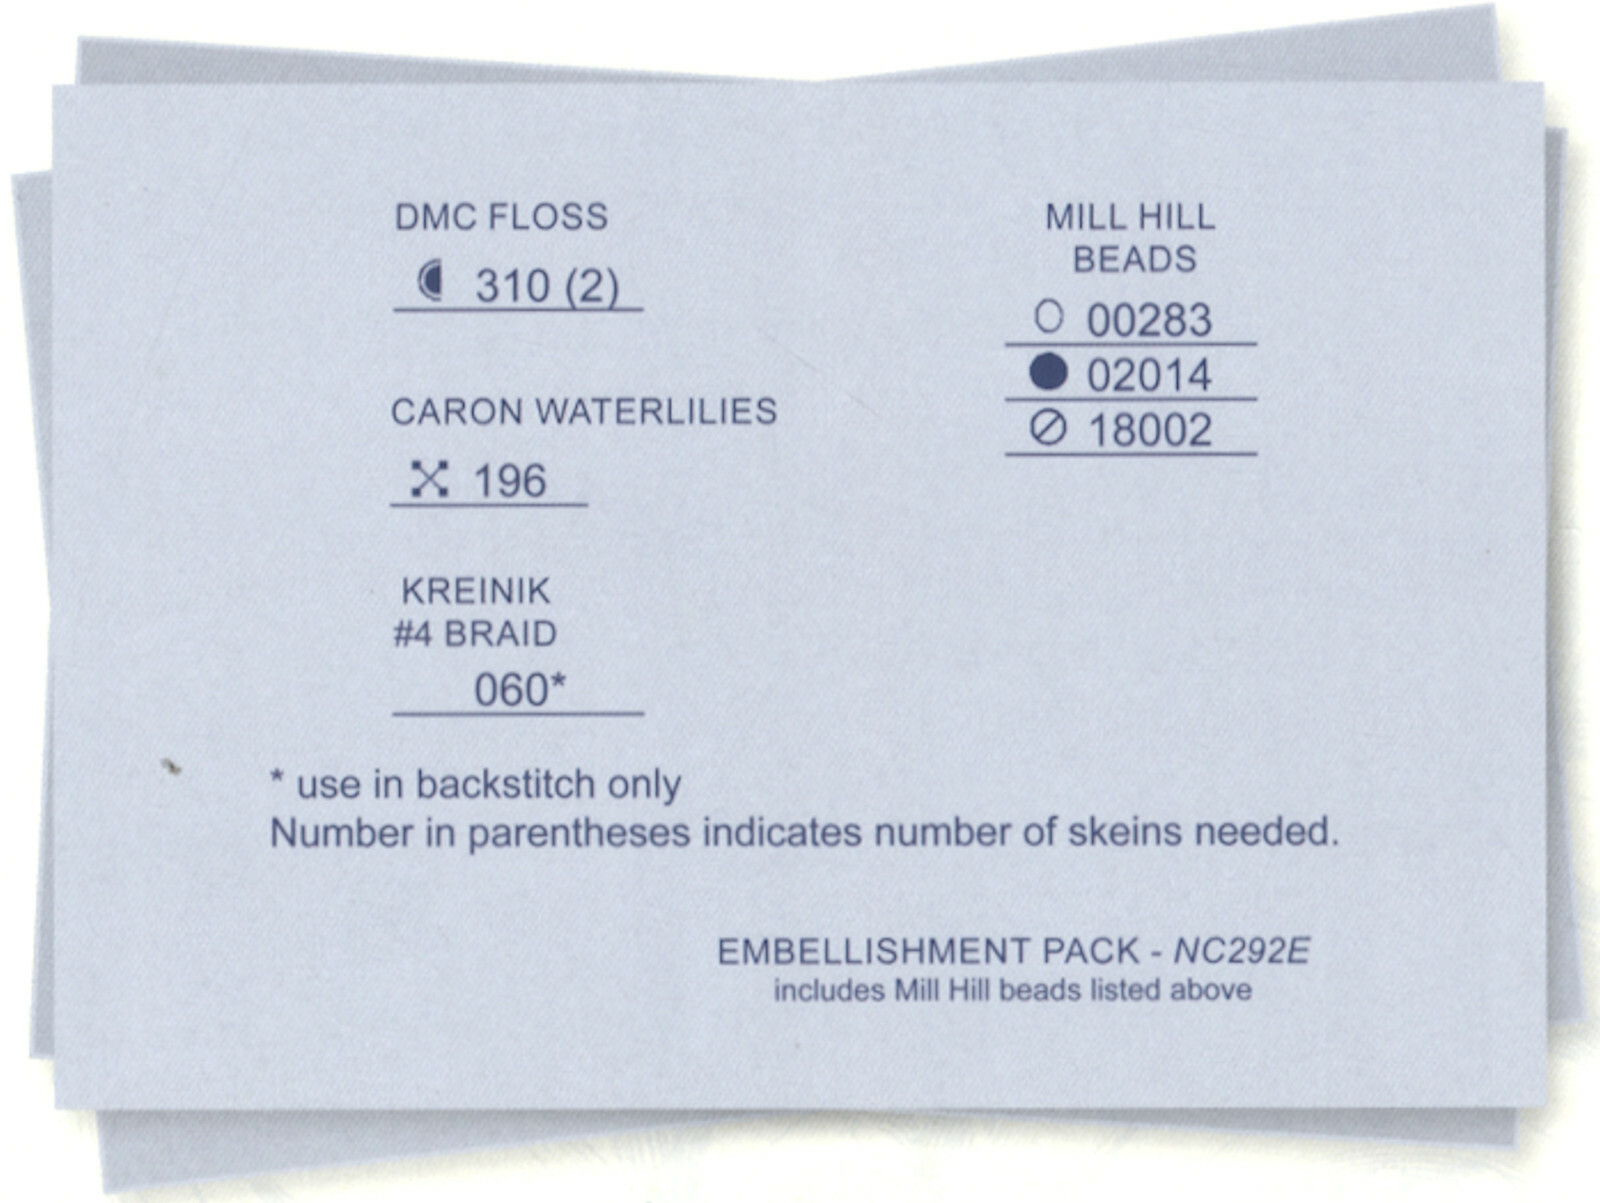 DMC FLOSS
310 (2)
CARON WATERLILIES
196
KREINIK
#4 BRAID
060*
MILL HILL
BEADS
00283
02014
18002
* use in backstitch only
Number in parentheses indicates number of skeins needed.
EMBELLISHMENT PACK - NC292E
includes Mill Hill beads listed above